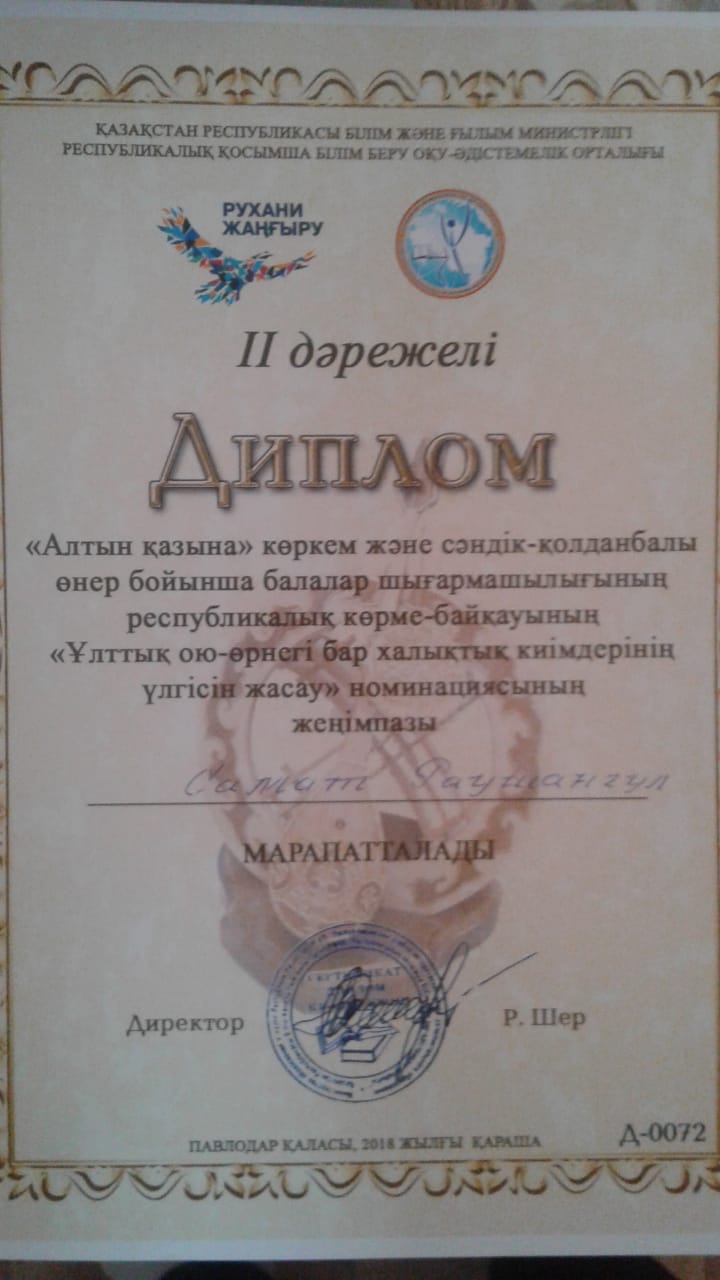 ҚАЗАҚСТАН РЕСПУБЛИКАСЫ БІЛІМ ЖӘНЕ ҒЫЛЫМ МИНИСТРЛІГІ
РЕСПУБЛИКАЛЫҚ ҚОСЫМША БІЛІМ БЕРУ ОҚУ-ӘДІСТЕМЕЛІК ОРТАЛЫҒЫ
РУХАНИ
ЖАҢҒЫРУ
II дәрежелі
Диплом
«Алтын қазына» көркем және сәндік-қолданбалы
өнер бойынша балалар шығармашылығының
республикалық көрме-байқауының
«Ұлттық ою-өрнегі бар халықтық киімдерінің
үлгісін жасау» номинациясының
жеңімпазы
Самат Раушангул
МАРАПАТТАЛАДЫ
Директор
Р. Шер
ПАВЛОДАР ҚАЛАСЫ, 2018 ЖЫЛҒЫ ҚАРАША
Д-0072